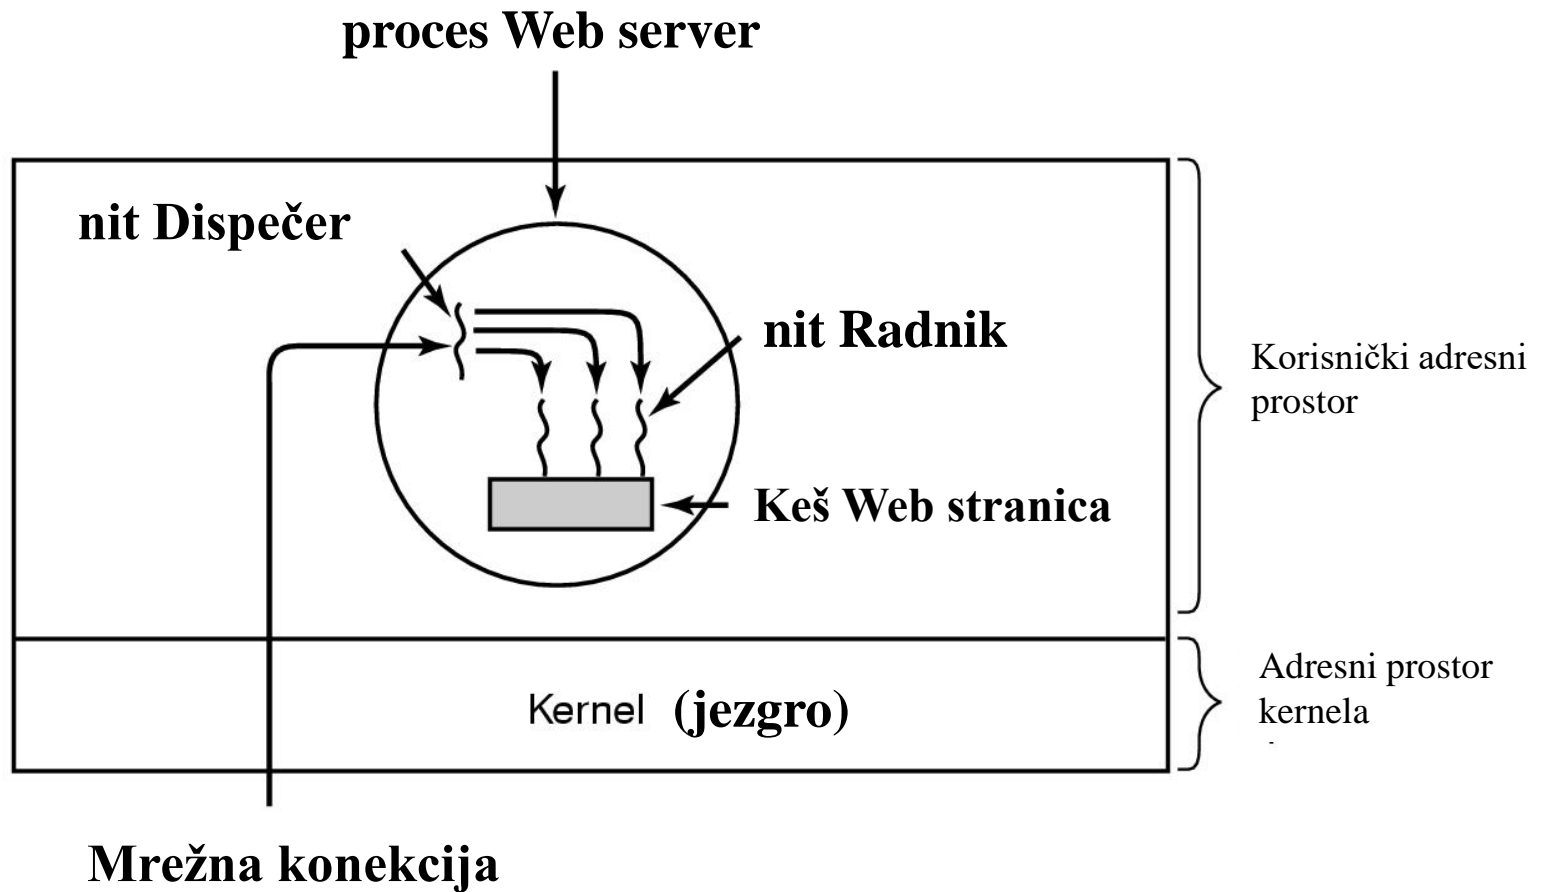 proces Web server
nit Dispečer
nit Radnik
Korisnički adresni
prostor
Keš Web stranica
Adresni prostor
kernela
Kernel (jezgro)
Mrežna konekcija